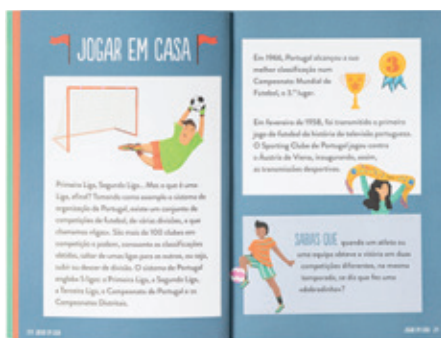 JOGAR EM CASA
Primeira Liga, Segunda Liga... Mas o que é uma
Liga, afinal? Tomando como exemplo o sistema de
organização de Portugal, existe um conjunto de
competições de futebol, de várias divisões, a que
chamamos «liga». São mais de 100 clubes em
competição e podem, consoante as classificações
obtidas, saltar de umas ligas para as outras, ou seja,
subir ou descer de divisão. O sistema de Portugal
engloba 5 ligas: a Primeira Liga, a Segunda Liga,
a Terceira Liga, o Campeonato de Portugal e os
Campeonatos Distritais.
Em 1966, Portugal alcançou a sua
melhor classificação num
Campeonato Mundial de
Futebol, o 3.º lugar.
3
Em fevereiro de 1958, foi transmitido o primeiro
jogo de futebol da história da televisão portuguesa.
O Sporting Clube de Portugal jogou contra
o Áustria de Viena, inaugurando, assim,
as transmissões desportivas.
SABIAS QUE quando um atleta ou
uma equipa obtém a vitória em duas
competições diferentes, na mesma
temporada, se diz que fez uma
«dobradinha»?